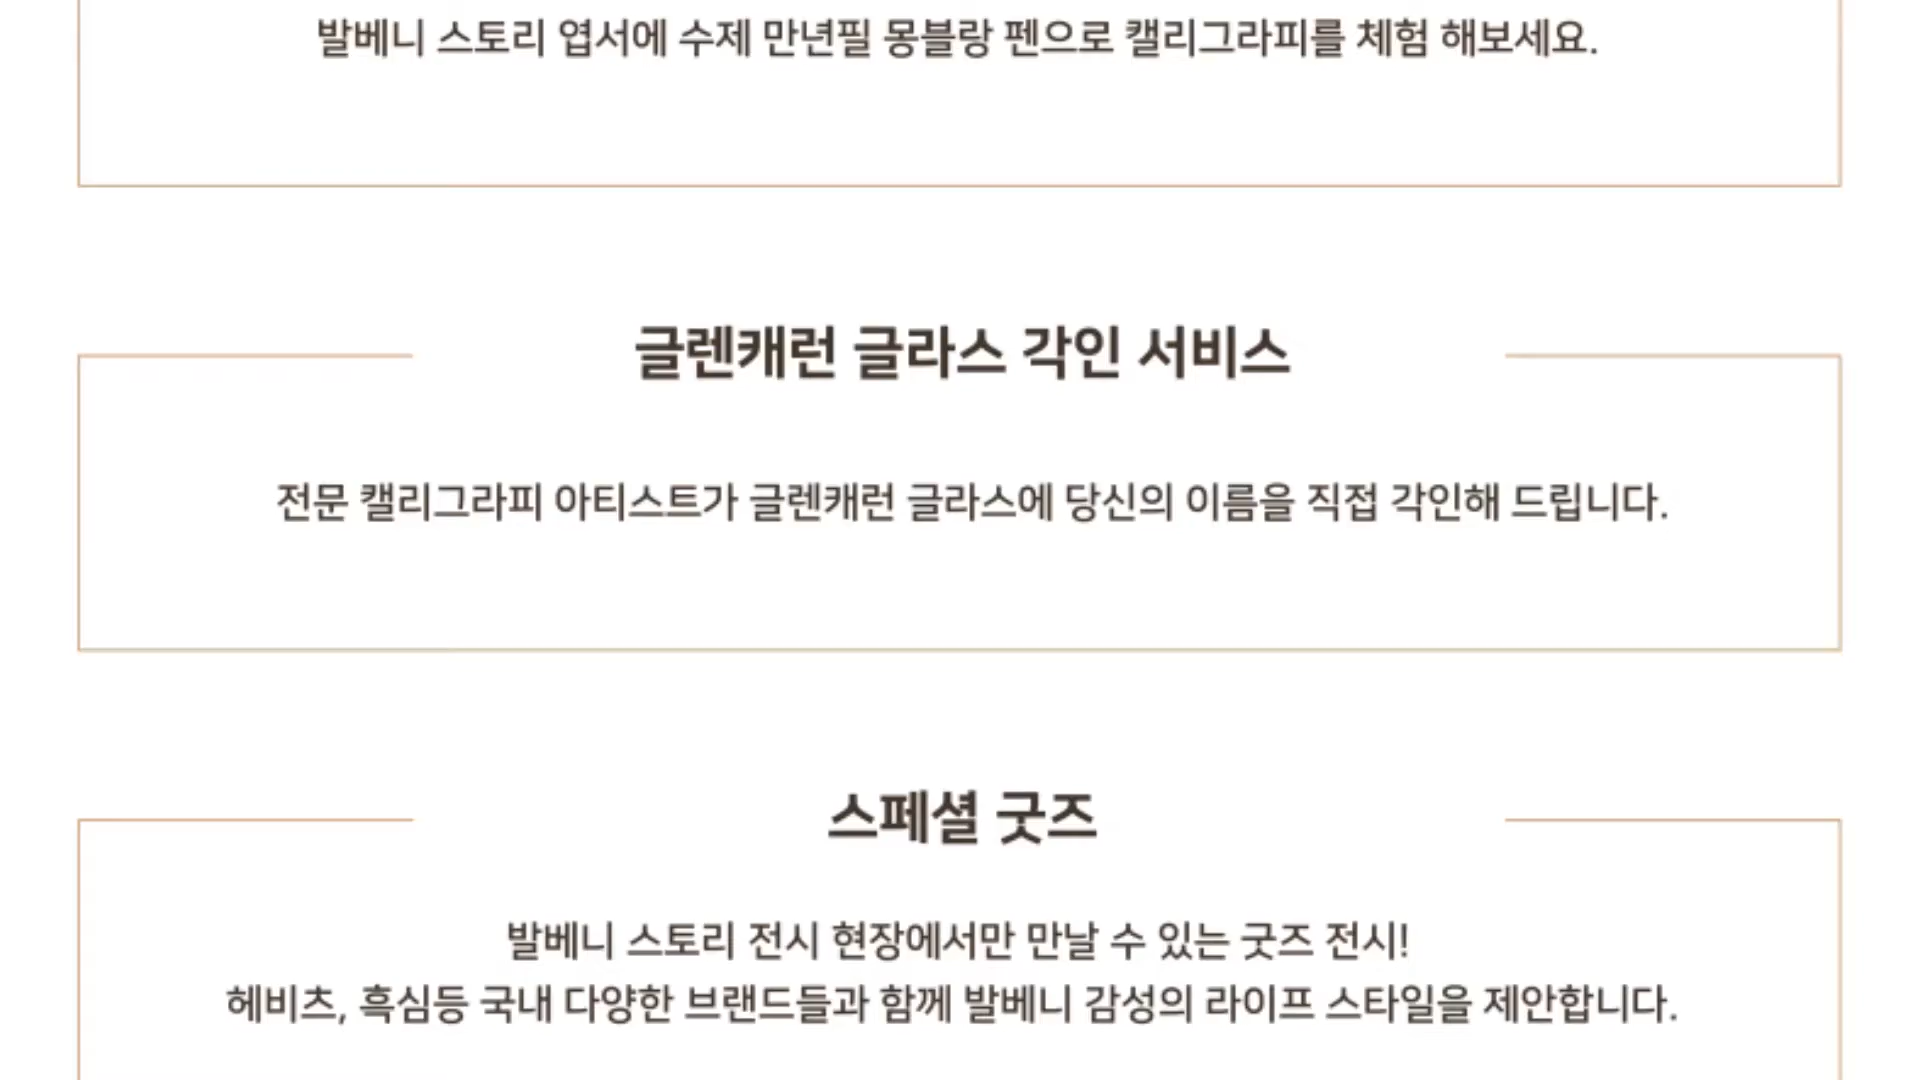 발베니 스토리 엽서에 수제 만년필 몽블랑 펜으로 캘리그라피를 체험 해보세요.
글렌캐런 글라스 각인 서비스
전문 캘리그라피 아티스트가 글렌캐런 글라스에 당신의 이름을 직접 각인해 드립니다.
스페셜 굿즈
발베니 스토리 전시 현장에서만 만날 수 있는 굿즈 전시!
헤비츠, 흑심등 국내 다양한 브랜드들과 함께 발베니 감성의 라이프 스타일을 제안합니다.